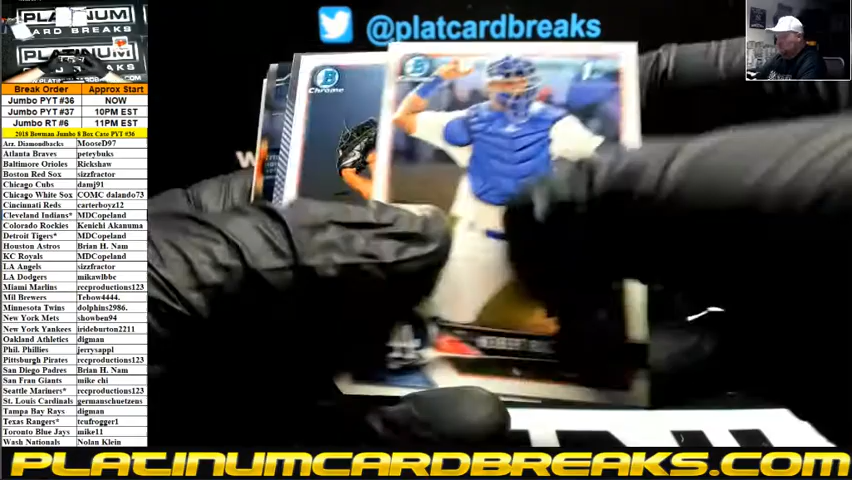 PLATINUM
BREAKS
PLATINUM
BREAKS
@platcardbreaks
Break Order Approx Start
Jumbo PYT #36 NOW
Jumbo PYT #37 10PM EST
Jumbo RT #6 11PM EST
2018 Bowman Jumbo 8 Box Case PYT #36
Arz. Diamondbacks MooseD97
Atlanta Braves peteybuks
Baltimore Orioles Rickshaw
Boston Red Sox sizzfractor
Chicago Cubs damj91
Chicago White Sox COMC dalando73
Cincinnati Reds carterboyz12
Cleveland Indians* MDCopeland
Colorado Rockies Kenichi Akanuma
Detroit Tigers* MDCopeland
Houston Astros Brian H. Nam
KC Royals MDCopeland
LA Angels sizzfractor
LA Dodgers mikawlbbc
Miami Marlins rccproductions123
Mil Brewers Tebow4444.
Minnesota Twins dolphins2986.
New York Mets showben94
New York Yankees irideburton2211
Oakland Athletics digman
Phil. Phillies jerrysappl
Pittsburgh Pirates rccproductions123
San Diego Padres Brian H. Nam
San Fran Giants mike chi
Seattle Mariners* rccproductions123
St. Louis Cardinals germanschuetzens
Tampa Bay Rays digman
Texas Rangers* tcufrogger1
Toronto Blue Jays mike11
Wash Nationals Nolan Klein
Chrome
PLATINUMCARDBREAKS.COM